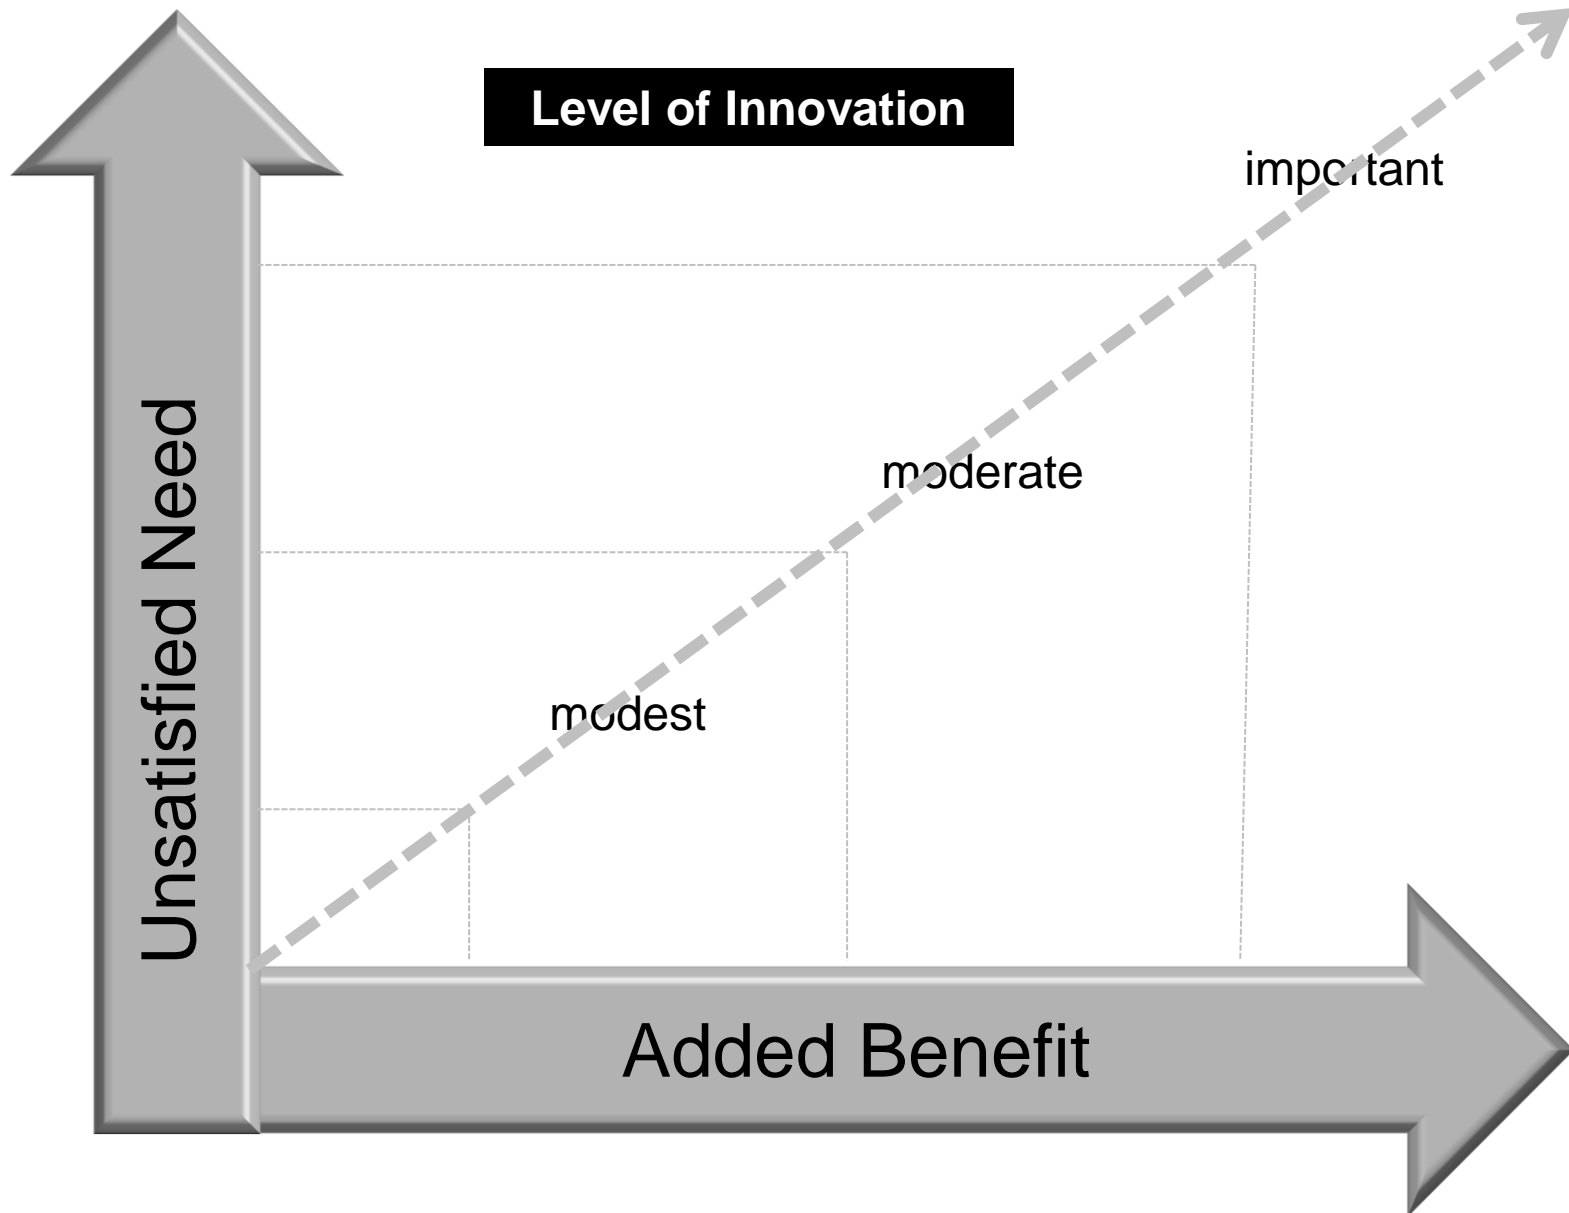 Level of Innovation
important
moderate
modest
Unsatisfied Need
Added Benefit